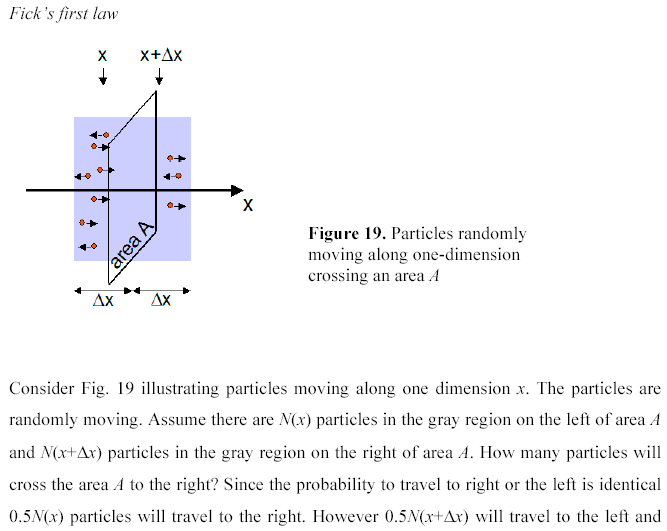 Fick's first law
x x+Δx
x
area A
Δx Δx
Figure 19. Particles randomly
moving along one-dimension
crossing an area A
Consider Fig. 19 illustrating particles moving along one dimension x. The particles are
randomly moving. Assume there are N(x) particles in the gray region on the left of area A
and N(x+Δx) particles in the gray region on the right of area A. How many particles will
cross the area A to the right? Since the probability to travel to right or the left is identical
0.5N(x) particles will travel to the right. However 0.5N(x+Δx) will travel to the left and